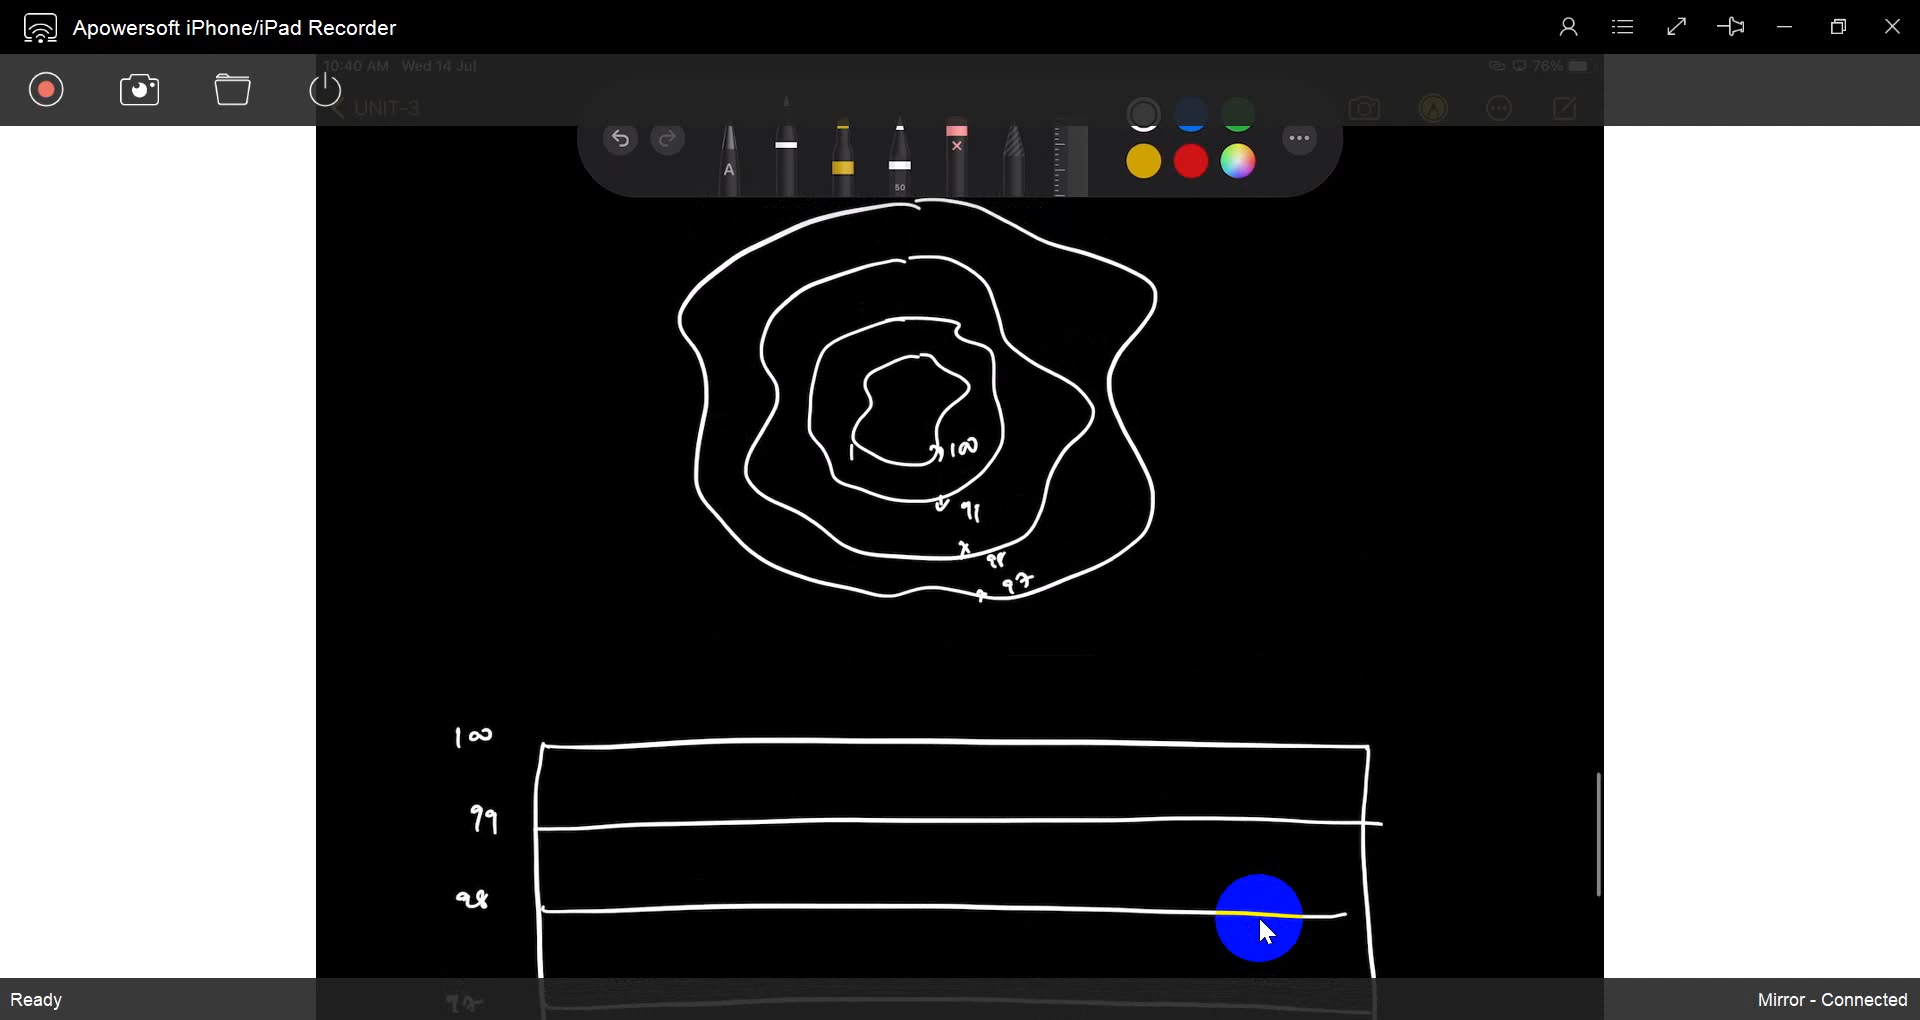 Apowersoft iPhone/iPad Recorder
10:40 AM Wed 14 Jul
76%
UNIT-3
A
50
100
99
98
97
100
99
98
97
Ready
Mirror - Connected